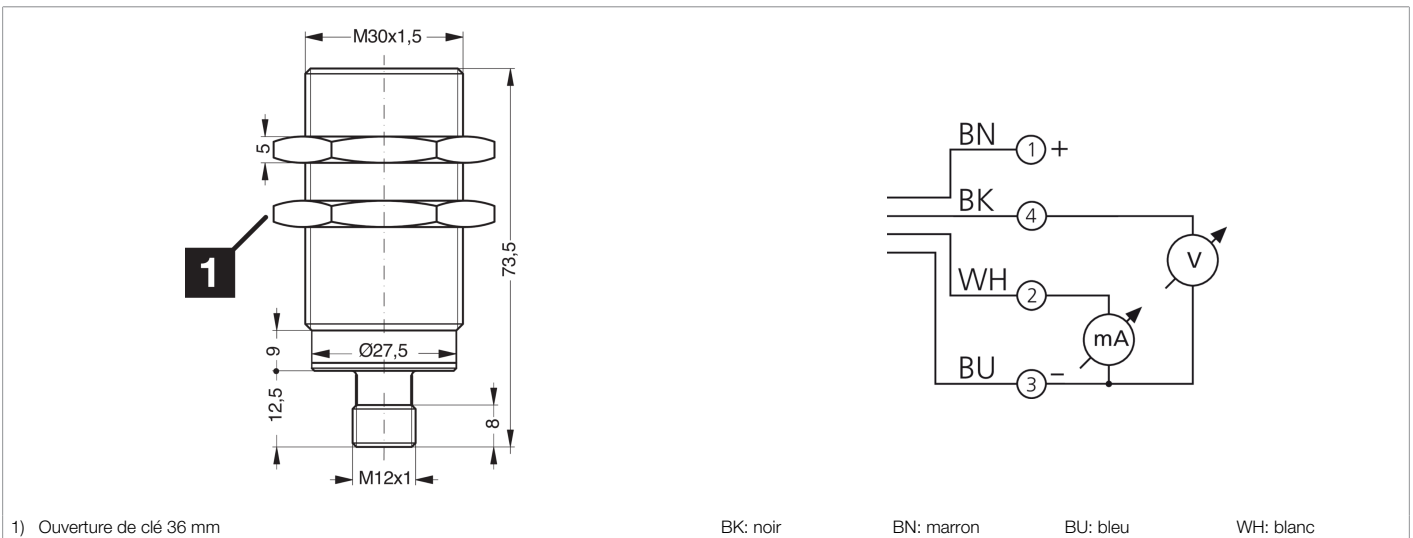 M30x1,5
5
1
73,5
9
Ø27,5
12,5
8
M12x1
BN
1 +
BK
4
V
WH
2
mA
BU
3 −
1) Ouverture de clé 36 mm
BK: noir BN: marron BU: bleu WH: blanc